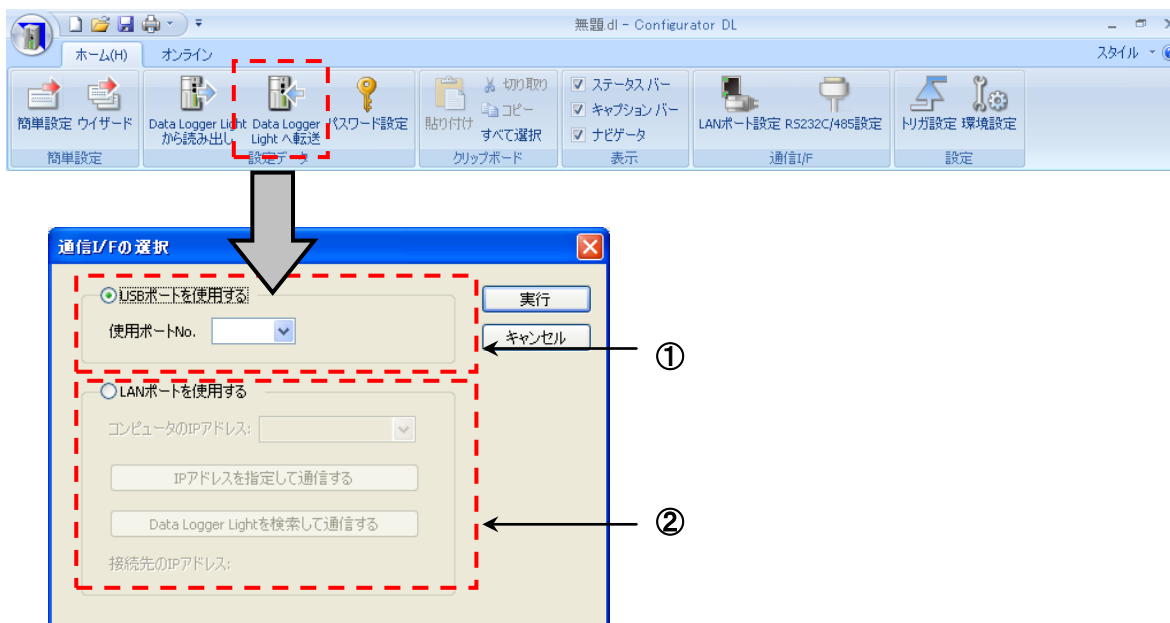 無題.dl - Configurator DL
ホーム(H) オンライン スタイル
簡単設定 ウイザード
Data Logger Light から読み出し
Data Logger Light へ転送
パスワード設定
貼り付け
切り取り
コピー
すべて選択
ステータス バー
キャプション バー
ナビゲータ
LANポート設定 RS232C/485設定
トリガ設定 環境設定
簡単設定 設定データ クリップボード 表示 通信I/F 設定
通信I/Fの選択
USBポートを使用する
実行
使用ポートNo.
キャンセル
①
LANポートを使用する
コンピュータのIPアドレス:
IPアドレスを指定して通信する
Data Logger Lightを検索して通信する
②
接続先のIPアドレス: